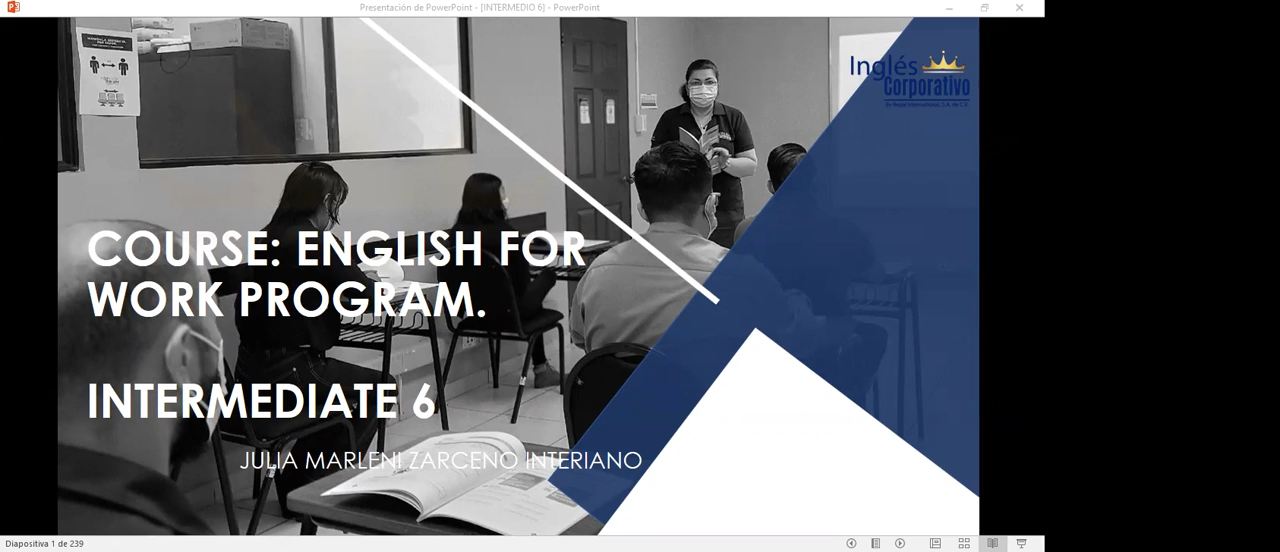 Presentación de PowerPoint - [INTERMEDIO 6] - PowerPoint
Inglés
Corporativo
COURSE: ENGLISH FOR
WORK PROGRAM.
INTERMEDIATE 6
JULIA MARLENI ZARCENO INTERIANO
Diapositiva 1 de 239